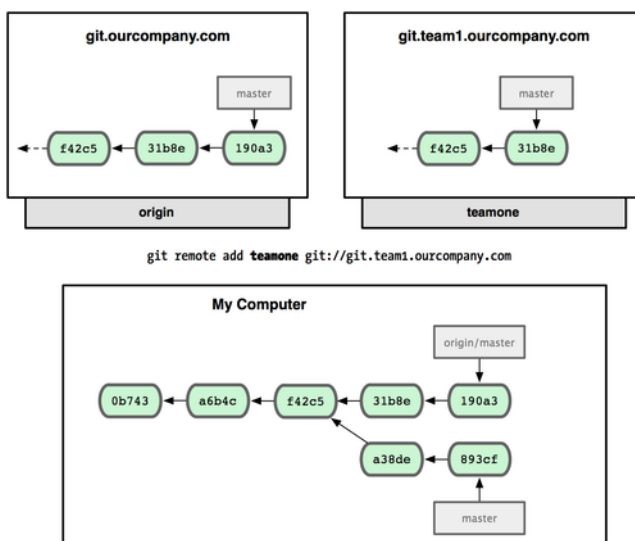 git.ourcompany.com
master
f42c5 31b8e 190a3
origin
git.team1.ourcompany.com
master
f42c5 31b8e
teamone
git remote add teamone git://git.team1.ourcompany.com
My Computer
origin/master
0b743 a6b4c f42c5 31b8e 190a3
a38de 893cf
master